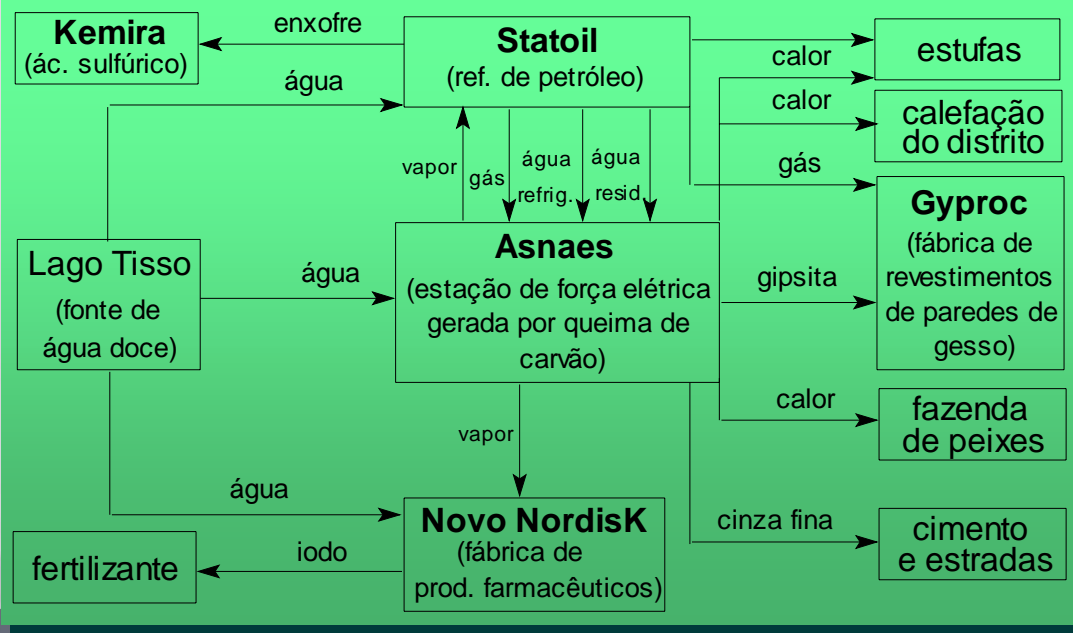 Kemira
(ác. sulfúrico)
enxofre
água
Statoil
(ref. de petróleo)
calor
estufas
calor
calefação
do distrito
vapor
gás
água
refrig.
água
resid.
gás
Gyproc
(fábrica de
revestimentos
de paredes de
gesso)
Lago Tisso
(fonte de
água doce)
água
Asnaes
(estação de força elétrica
gerada por queima de
carvão)
gipsita
calor
fazenda
de peixes
vapor
água
Novo NordisK
(fábrica de
prod. farmacêuticos)
cinza fina
cimento
e estradas
iodo
fertilizante